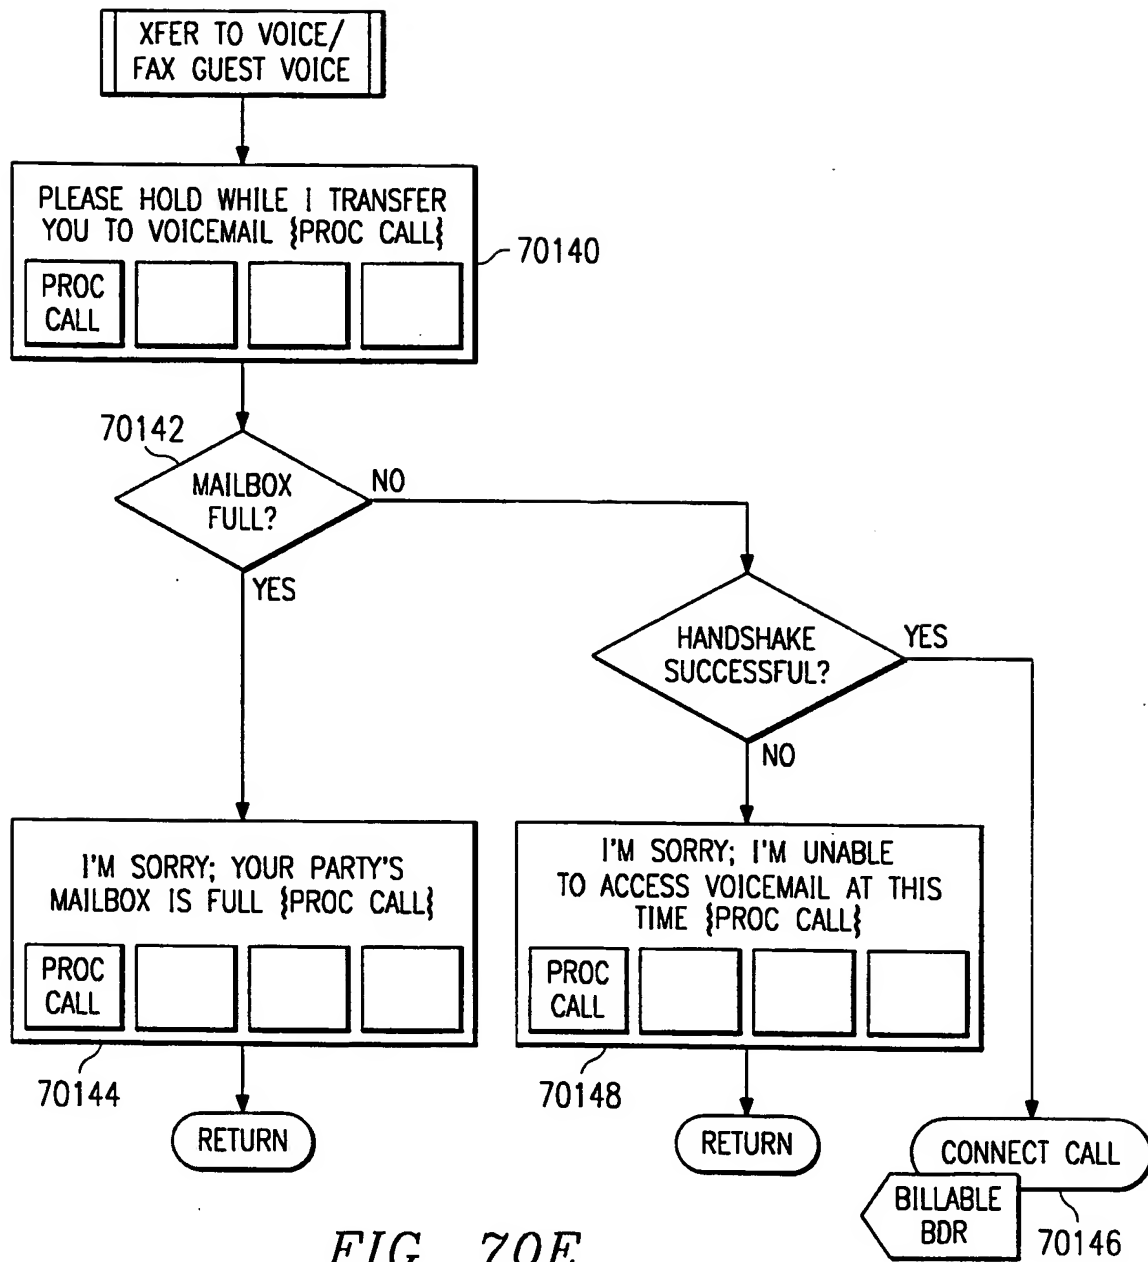 XFER TO VOICE/
FAX GUEST VOICE
PLEASE HOLD WHILE I TRANSFER
YOU TO VOICEMAIL {PROC CALL}
70140
PROC
CALL
70142
MAILBOX
FULL?
NO
YES
HANDSHAKE
SUCCESSFUL?
YES
NO
I'M SORRY; YOUR PARTY'S
MAILBOX IS FULL {PROC CALL}
PROC
CALL
70144
RETURN
I'M SORRY; I'M UNABLE
TO ACCESS VOICEMAIL AT THIS
TIME {PROC CALL}
PROC
CALL
70148
RETURN
CONNECT CALL
BILLABLE
BDR
70146
FIG. 70E